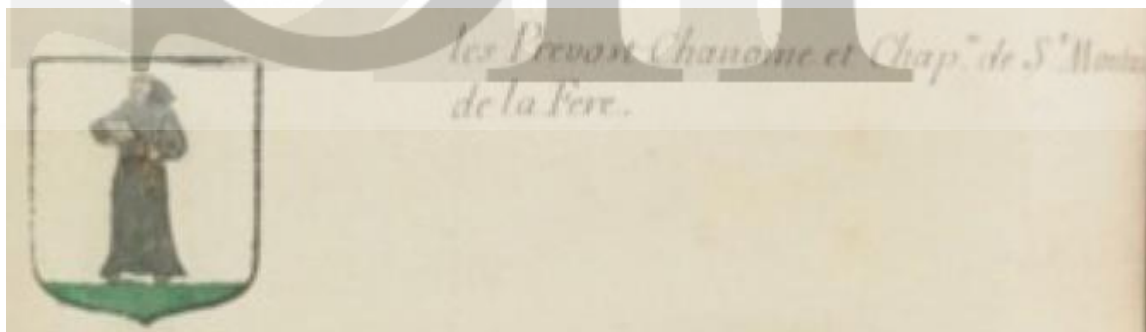 les Prevost Chanoine et Chap.re de S.t
de la Fere.